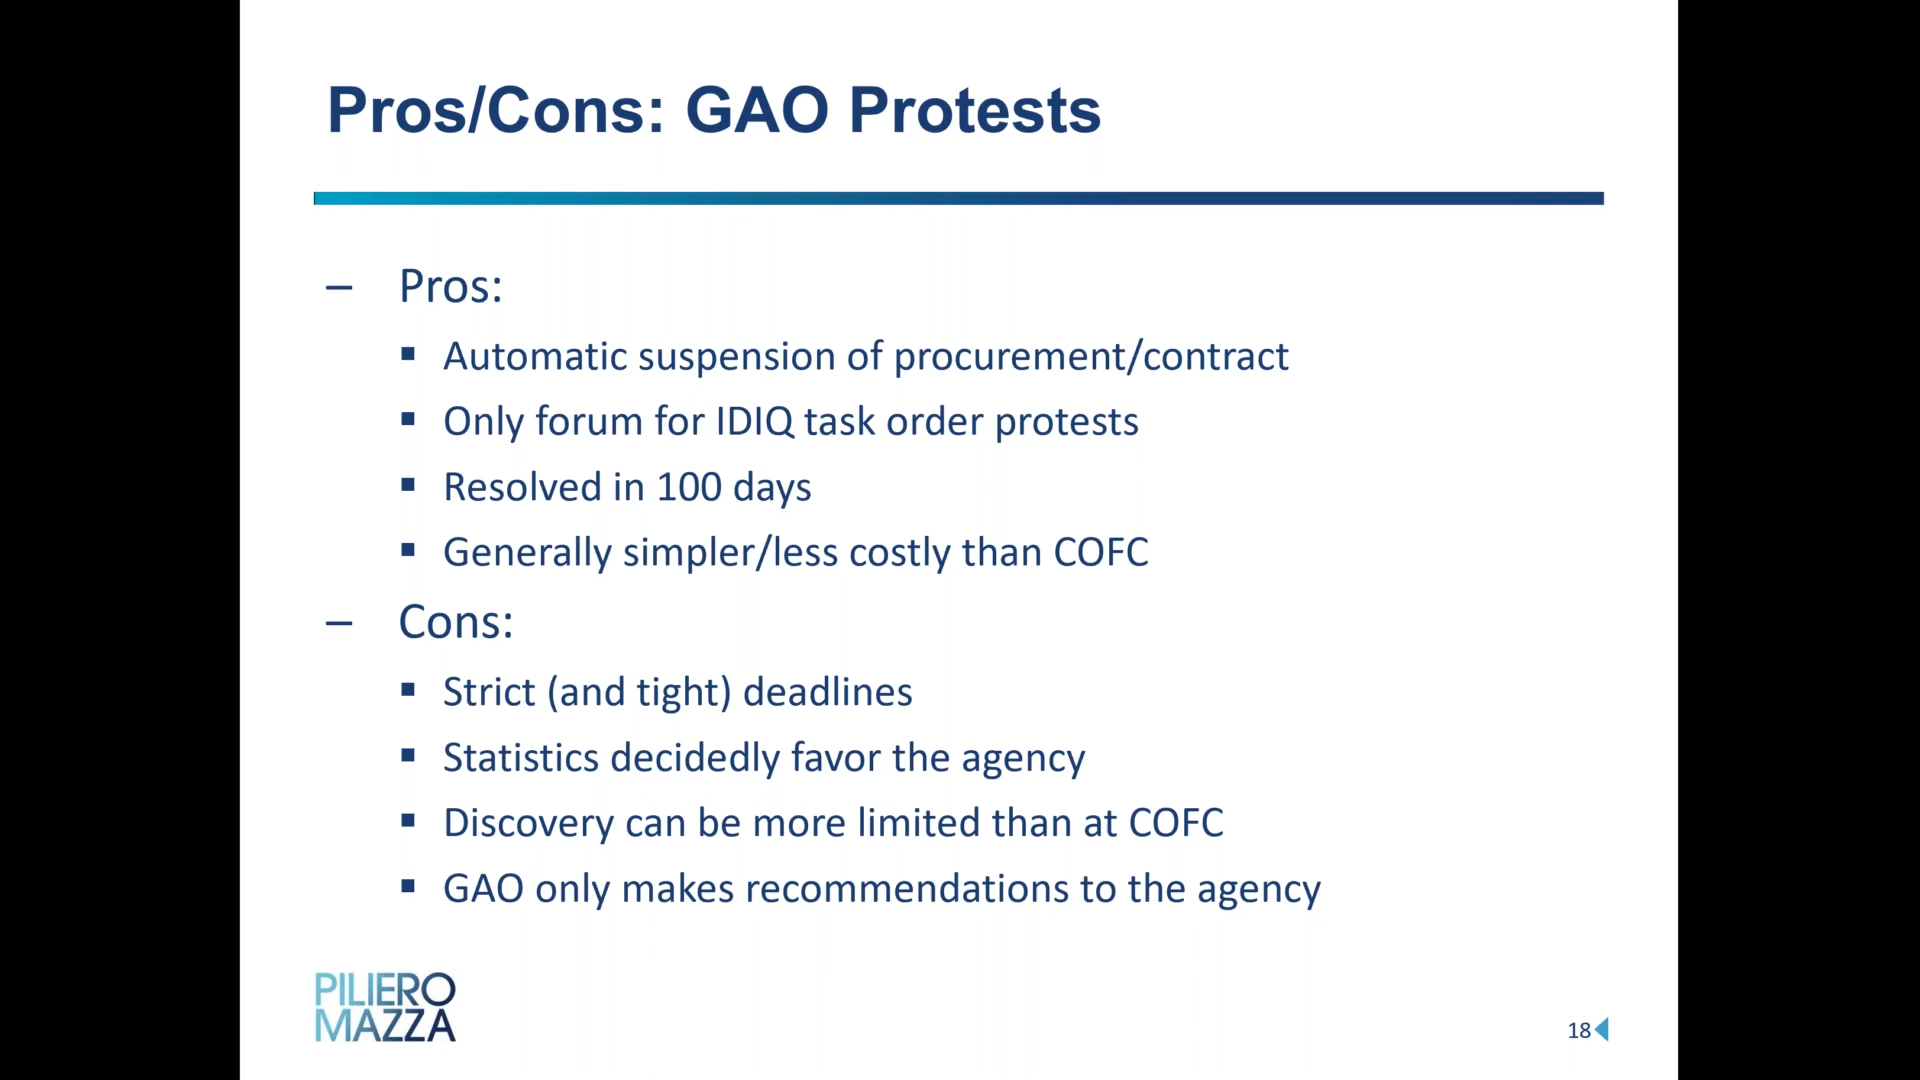 Pros/Cons: GAO Protests
– Pros:
▪ Automatic suspension of procurement/contract
▪ Only forum for IDIQ task order protests
▪ Resolved in 100 days
▪ Generally simpler/less costly than COFC
– Cons:
▪ Strict (and tight) deadlines
▪ Statistics decidedly favor the agency
▪ Discovery can be more limited than at COFC
▪ GAO only makes recommendations to the agency
PILIERO
MAZZA
18